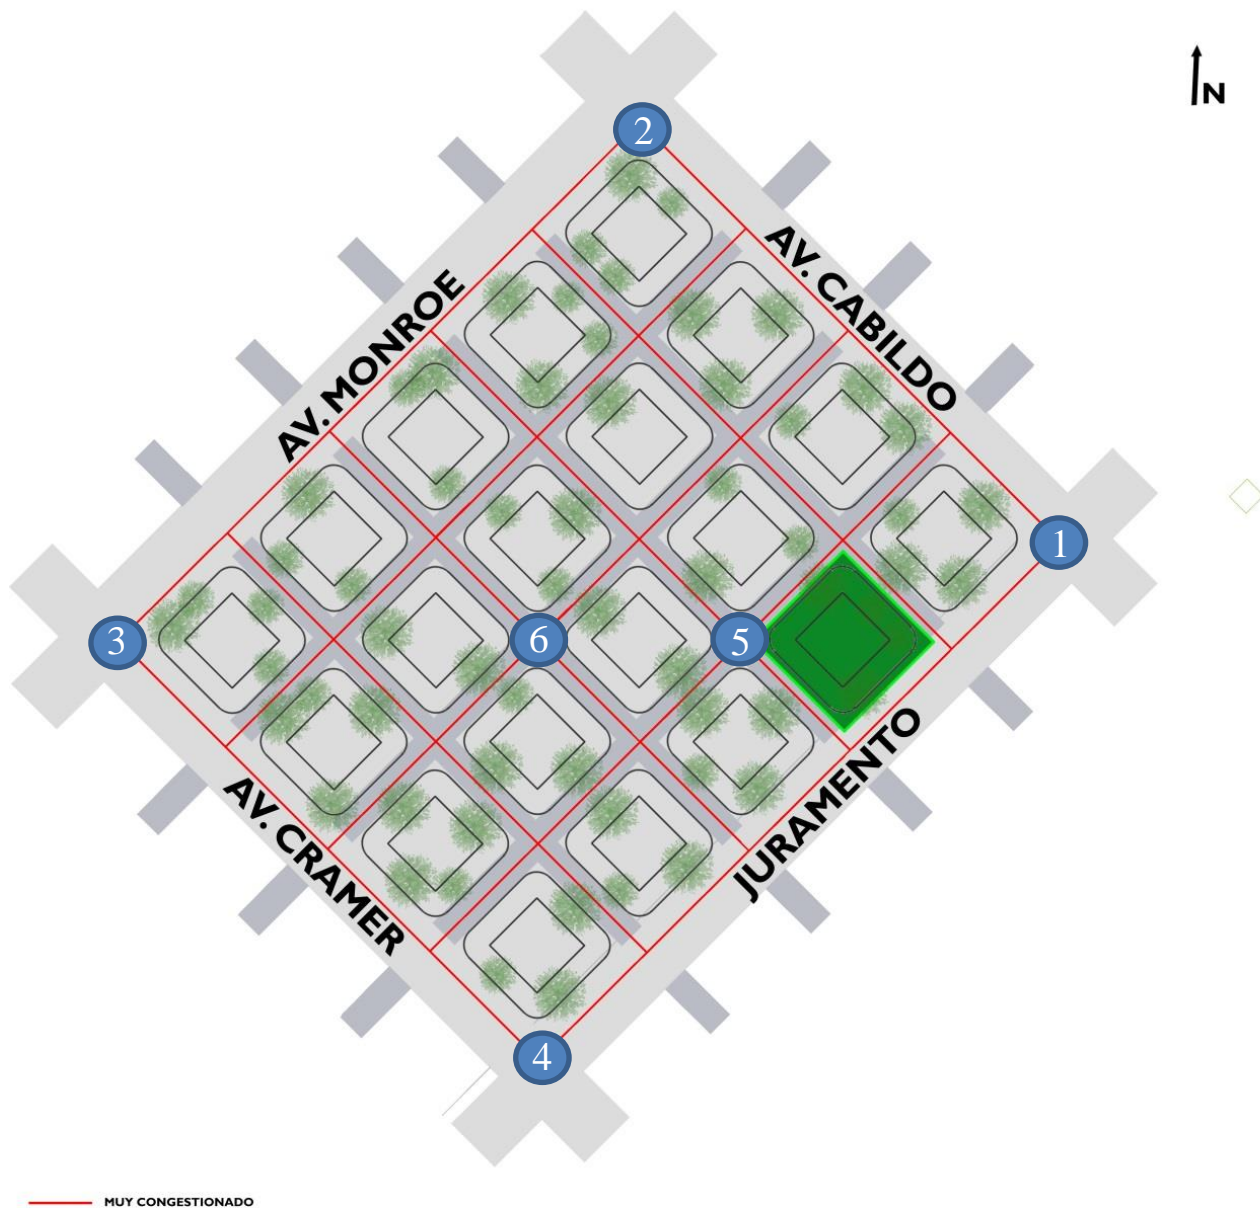 N
2
AV. CABILDO
AV. MONROE
1
3
6
5
JURAMENTO
AV. CRAMER
4
MUY CONGESTIONADO